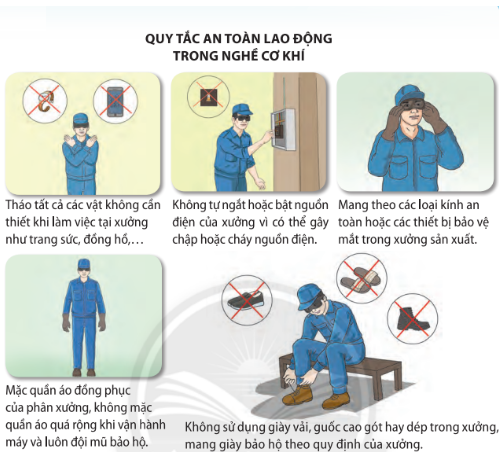 QUY TẮC AN TOÀN LAO ĐỘNG
TRONG NGHỀ CƠ KHÍ
Tháo tất cả các vật không cần
thiết khi làm việc tại xưởng
như trang sức, đồng hồ,…
Không tự ngắt hoặc bật nguồn
điện của xưởng vì có thể gây
chập hoặc cháy nguồn điện.
Mang theo các loại kính an
toàn hoặc các thiết bị bảo vệ
mắt trong xưởng sản xuất.
Mặc quần áo đồng phục
của phân xưởng, không mặc
quần áo quá rộng khi vận hành
máy và luôn đội mũ bảo hộ.
Không sử dụng giày vải, guốc cao gót hay dép trong xưởng,
mang giày bảo hộ theo quy định của xưởng.